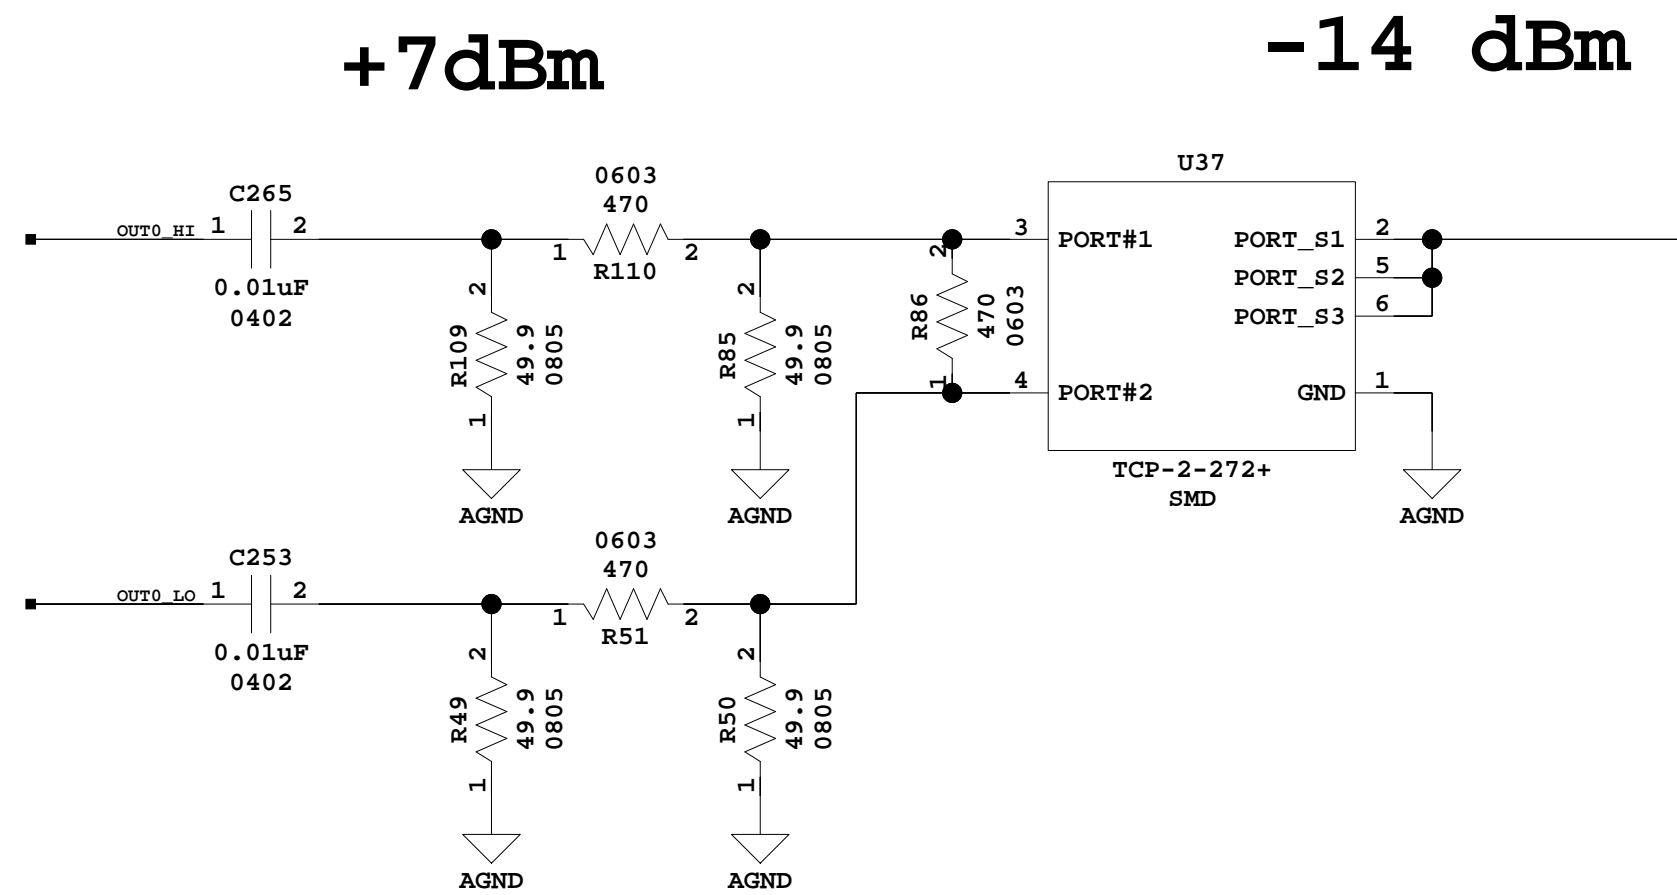 +7dBm
-14 dBm
C265
OUT0_HI 1 2
0.01uF
0402
0603
470
1 2
R110
2
R109
49.9
0805
1
AGND
2
R85
49.9
0805
1
AGND
2
R86
470
0603
1
U37
3 PORT#1 PORT_S1 2
PORT_S2 5
PORT_S3 6
4 PORT#2 GND 1
TCP-2-272+
SMD
AGND
C253
OUT0_LO 1 2
0.01uF
0402
0603
470
1 2
R51
2
R49
49.9
0805
1
AGND
2
R50
49.9
0805
1
AGND